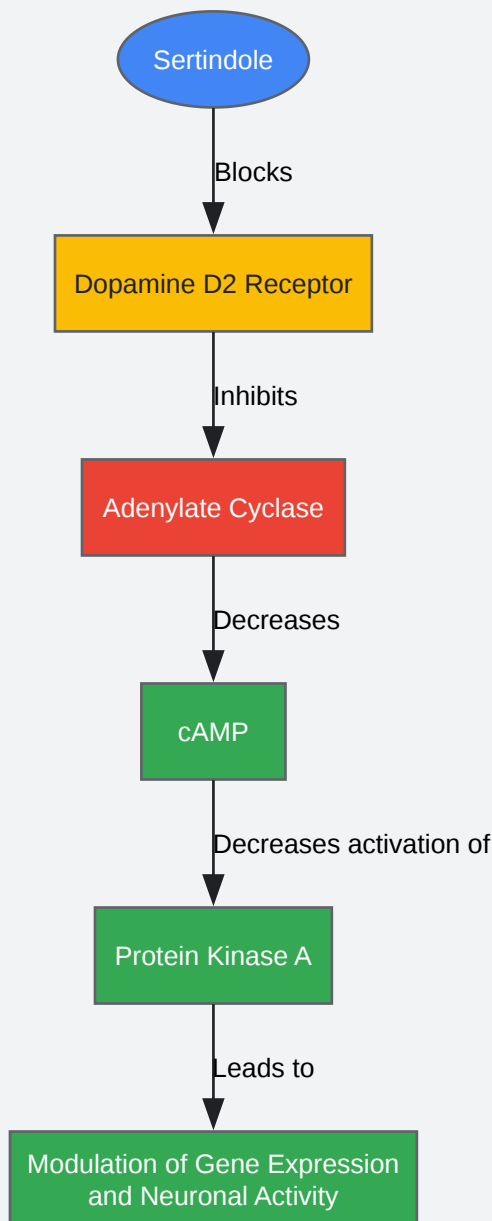 Sertindole
Blocks
Dopamine D2 Receptor
Inhibits
Adenylate Cyclase
Decreases
cAMP
Decreases activation of
Protein Kinase A
Leads to
Modulation of Gene Expression
and Neuronal Activity